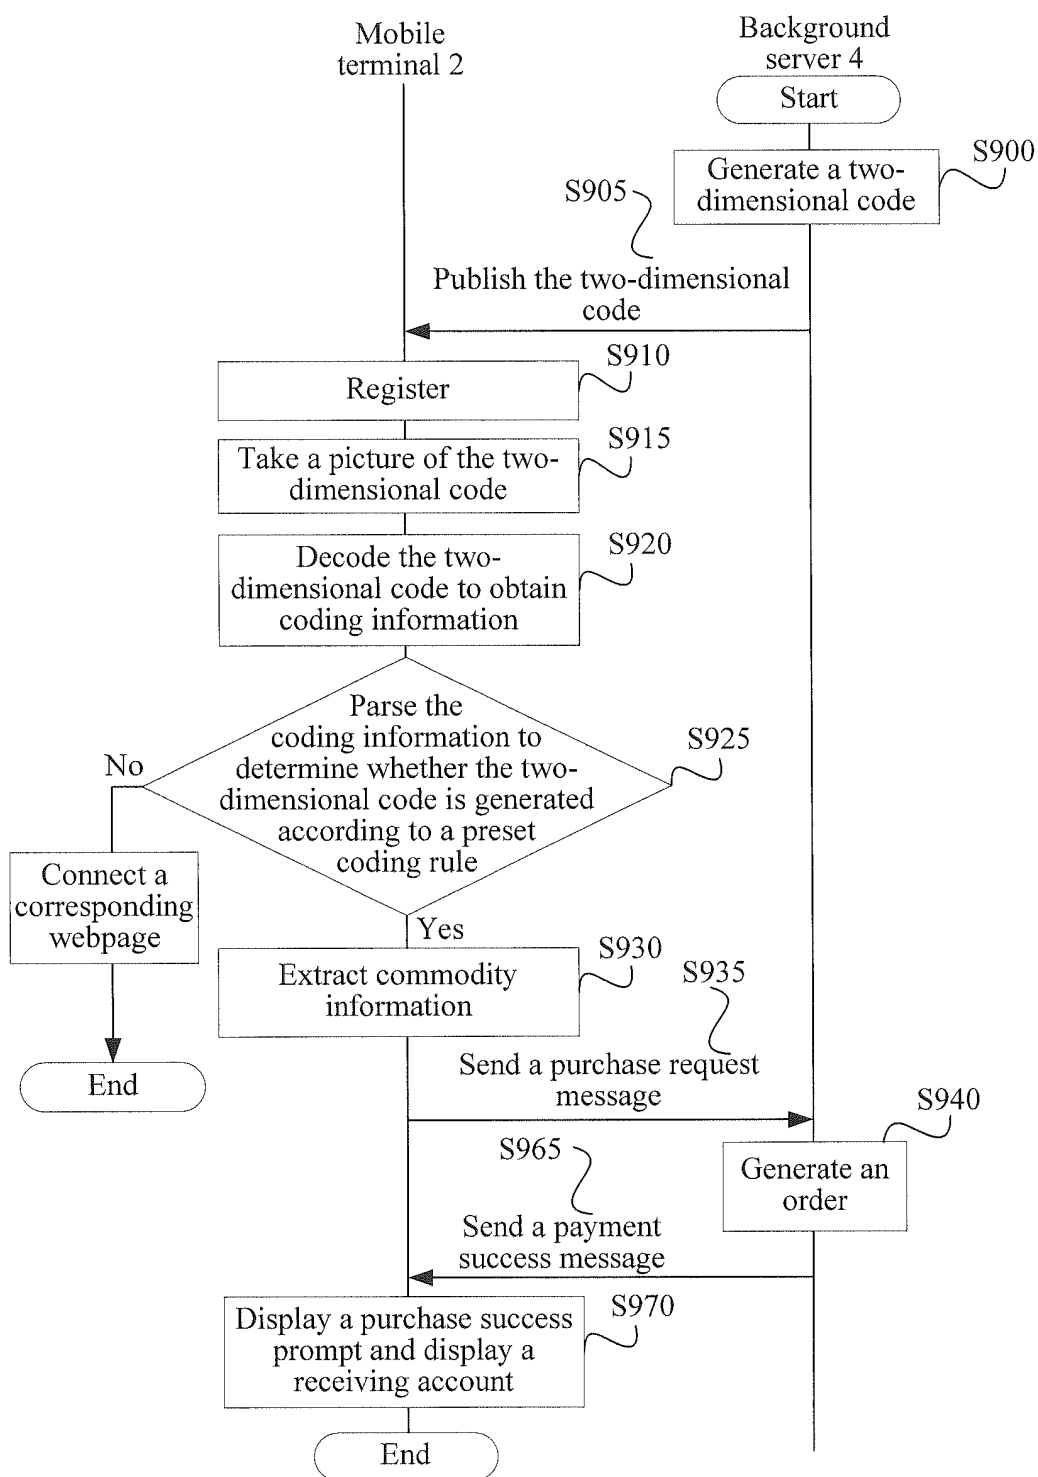 Mobile
terminal 2
Background
server 4
Start
S900
Generate a two-
dimensional code
S905
Publish the two-dimensional
code
S910
Register
S915
Take a picture of the two-
dimensional code
S920
Decode the two-
dimensional code to obtain
coding information
Parse the
coding information to
determine whether the two-
dimensional code is generated
according to a preset
coding rule
S925
No
Connect a
corresponding
webpage
End
Yes
S930
Extract commodity
information
S935
Send a purchase request
message
S940
Generate an
order
S965
Send a payment
success message
S970
Display a purchase success
prompt and display a
receiving account
End